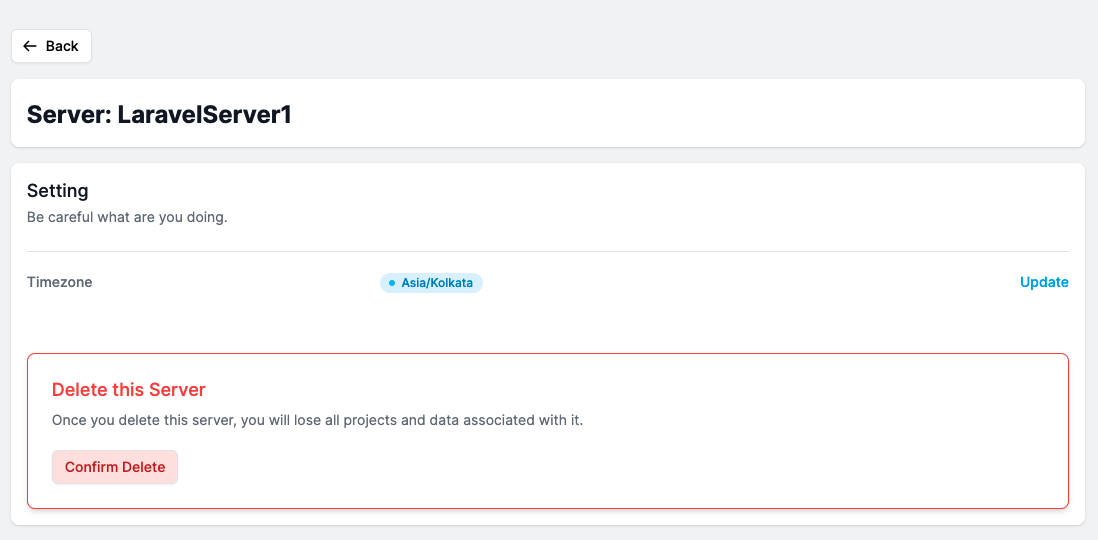 Back
Server: LaravelServer1
Setting
Be careful what are you doing.
Timezone
Asia/Kolkata
Update
Delete this Server
Once you delete this server, you will lose all projects and data associated with it.
Confirm Delete